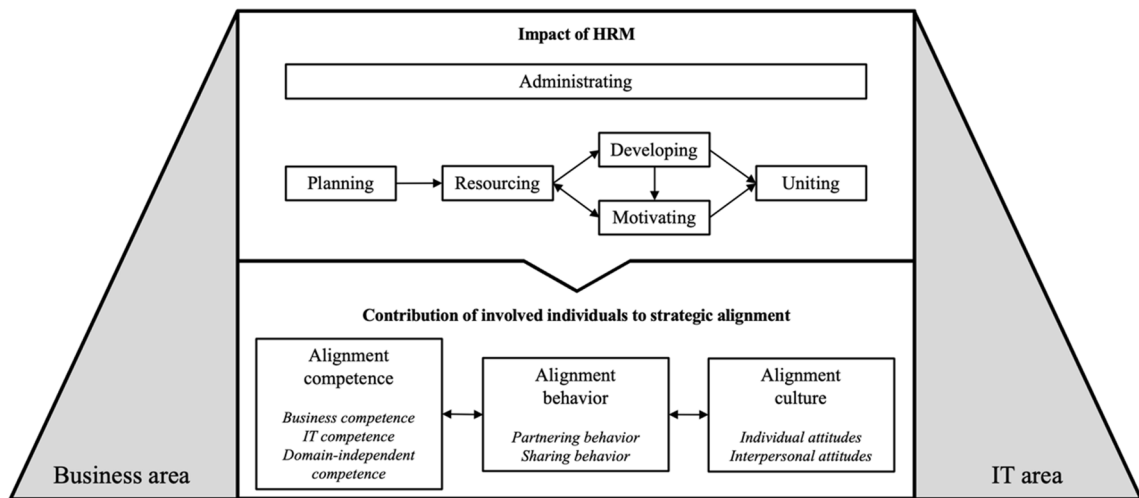 Impact of HRM
Administrating
Developing
Planning
Resourcing
Uniting
Motivating
Contribution of involved individuals to strategic alignment
Alignment
competence
Business competence
IT competence
Domain-independent
competence
Alignment
behavior
Partnering behavior
Sharing behavior
Alignment
culture
Individual attitudes
Interpersonal attitudes
Business area
IT area